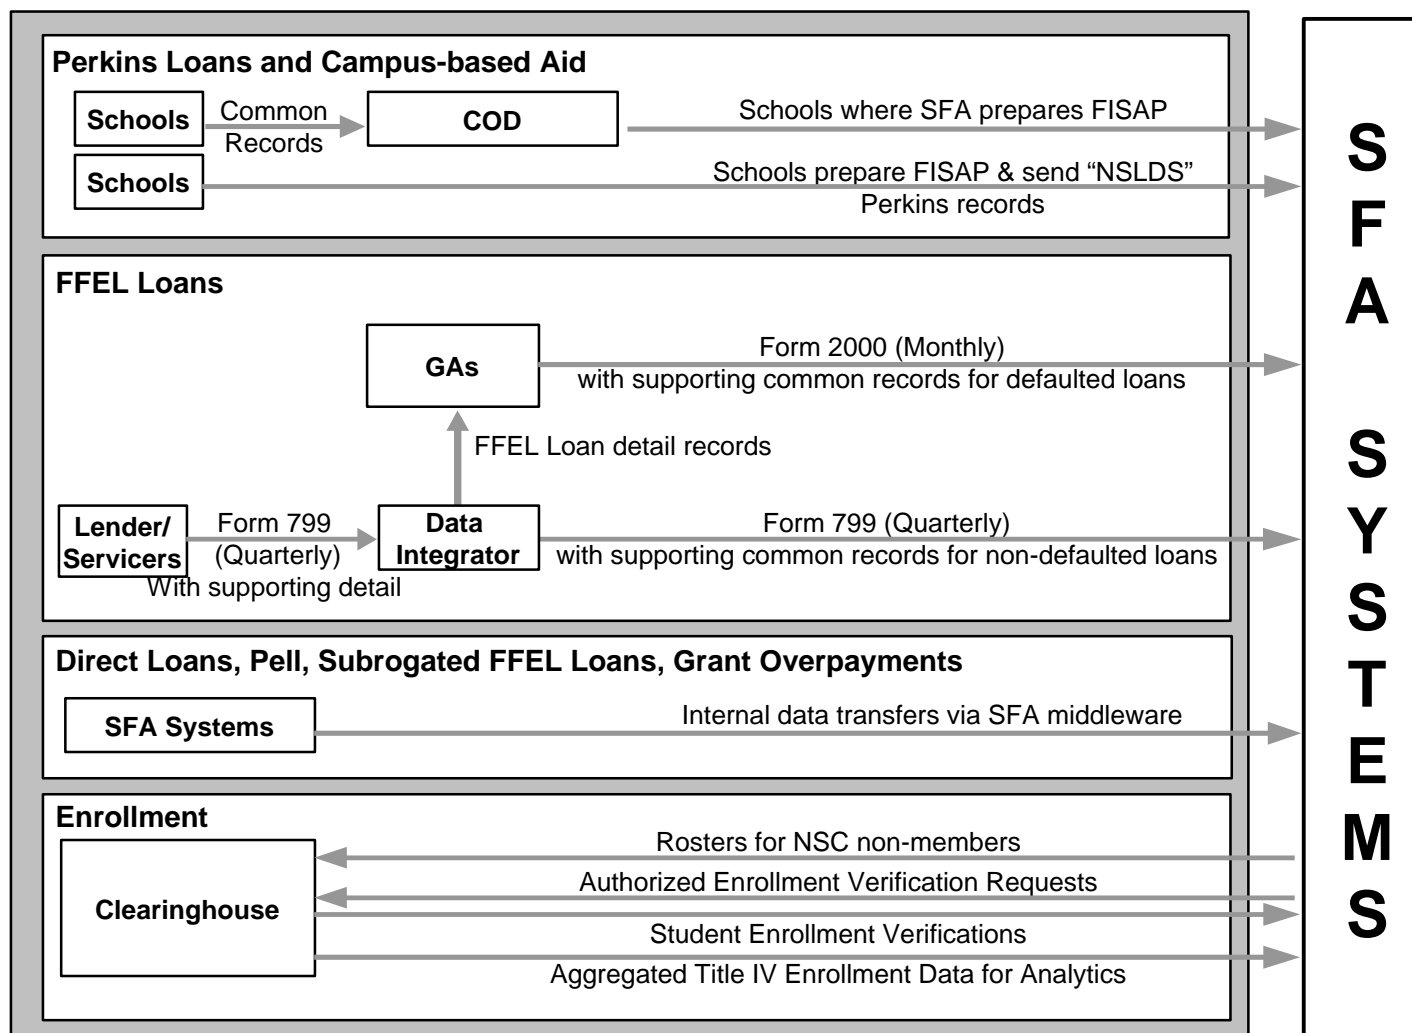 Perkins Loans and Campus-based Aid
Schools
Common
Records
COD
Schools where SFA prepares FISAP
Schools
Schools prepare FISAP & send “NSLDS”
Perkins records
FFEL Loans
GAs
Form 2000 (Monthly)
with supporting common records for defaulted loans
FFEL Loan detail records
Lender/
Servicers
Form 799
(Quarterly)
With supporting detail
Data
Integrator
Form 799 (Quarterly)
with supporting common records for non-defaulted loans
Direct Loans, Pell, Subrogated FFEL Loans, Grant Overpayments
SFA Systems
Internal data transfers via SFA middleware
Enrollment
Clearinghouse
Rosters for NSC non-members
Authorized Enrollment Verification Requests
Student Enrollment Verifications
Aggregated Title IV Enrollment Data for Analytics
S
F
A
S
Y
S
T
E
M
S